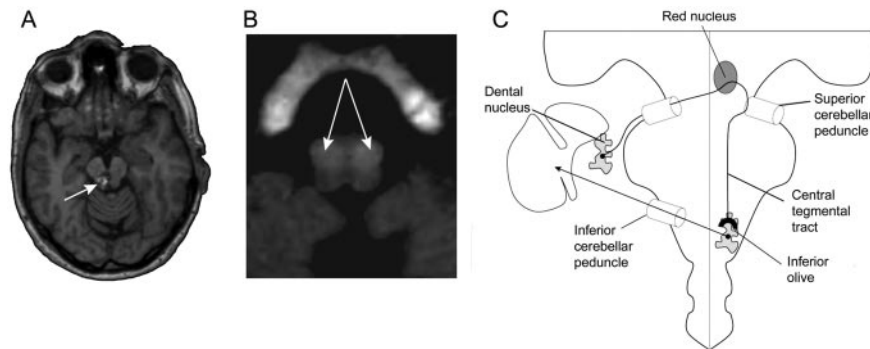 A
B
C
Red nucleus
Dental
nucleus
Superior
cerebellar
peduncle
Central
tegmental
tract
Inferior
cerebellar
peduncle
Inferior
olive